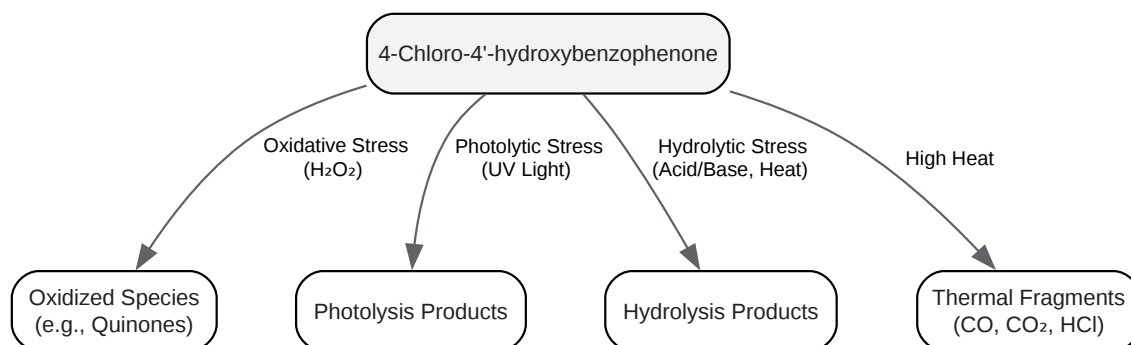 4-Chloro-4'-hydroxybenzophenone
Oxidative Stress
(H₂O₂)
Photolytic Stress
(UV Light)
Hydrolytic Stress
(Acid/Base, Heat)
High Heat
Oxidized Species
(e.g., Quinones)
Photolysis Products
Hydrolysis Products
Thermal Fragments
(CO, CO₂, HCl)